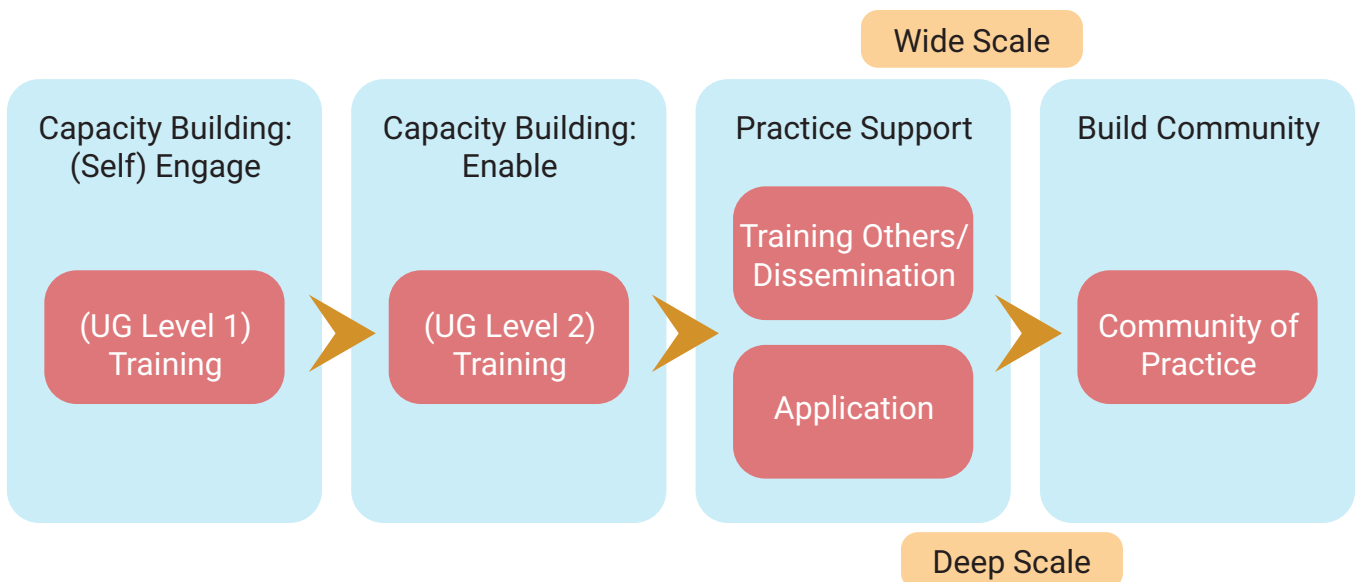 Wide Scale
Capacity Building:
(Self) Engage
(UG Level 1)
Training
Capacity Building:
Enable
(UG Level 2)
Training
Practice Support
Training Others/
Dissemination
Application
Build Community
Community of
Practice
Deep Scale